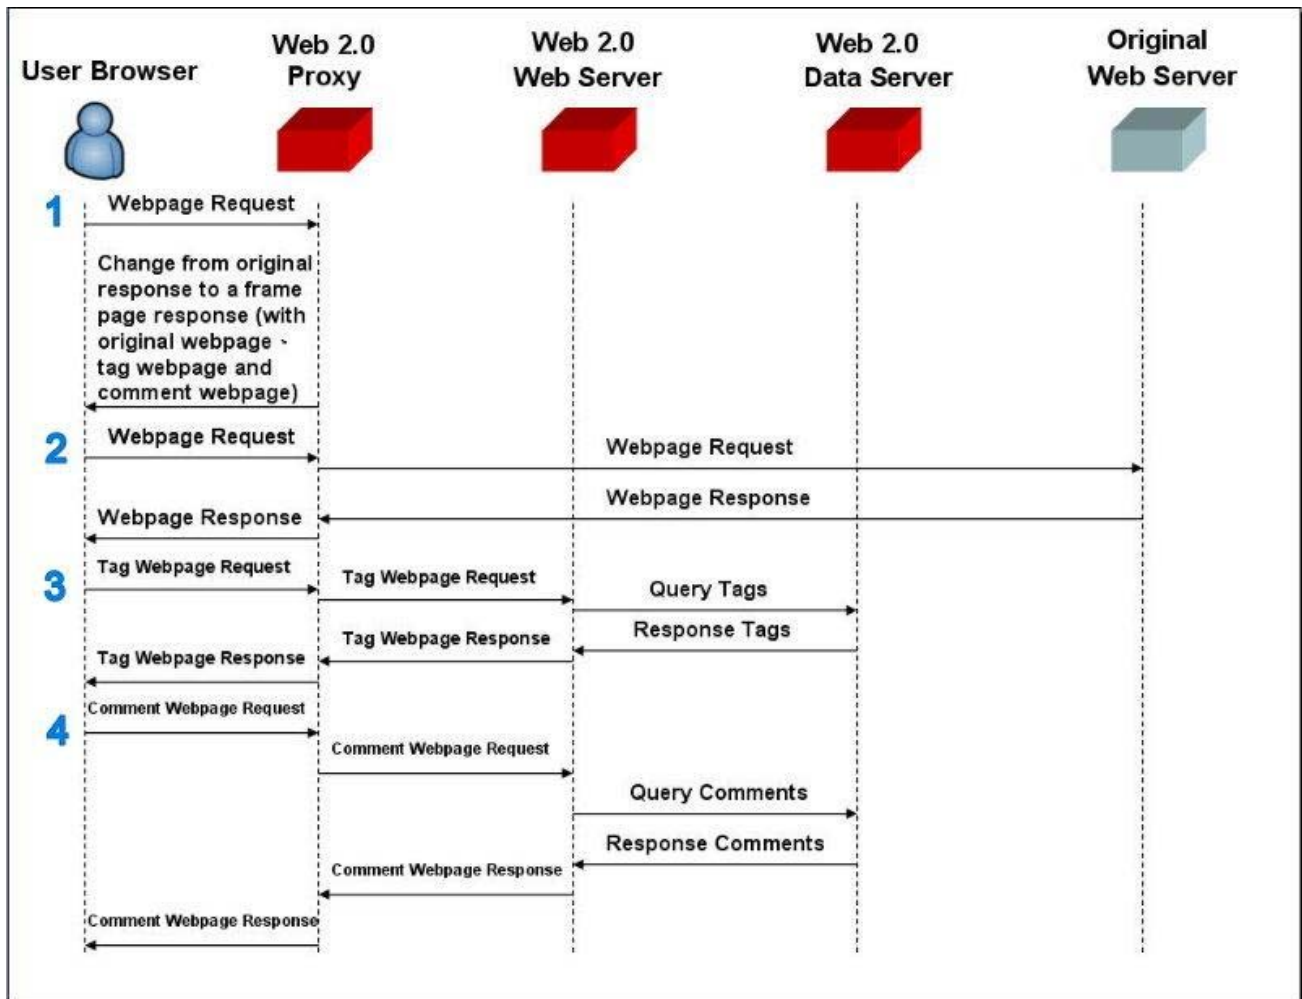 User Browser
Web 2.0
Proxy
Web 2.0
Web Server
Web 2.0
Data Server
Original
Web Server
1
Webpage Request
Change from original
response to a frame
page response (with
original webpage、
tag webpage and
comment webpage)
2
Webpage Request
Webpage Request
Webpage Response
Webpage Response
3
Tag Webpage Request
Tag Webpage Request
Query Tags
Response Tags
Tag Webpage Response
Tag Webpage Response
4
Comment Webpage Request
Comment Webpage Request
Query Comments
Response Comments
Comment Webpage Response
Comment Webpage Response